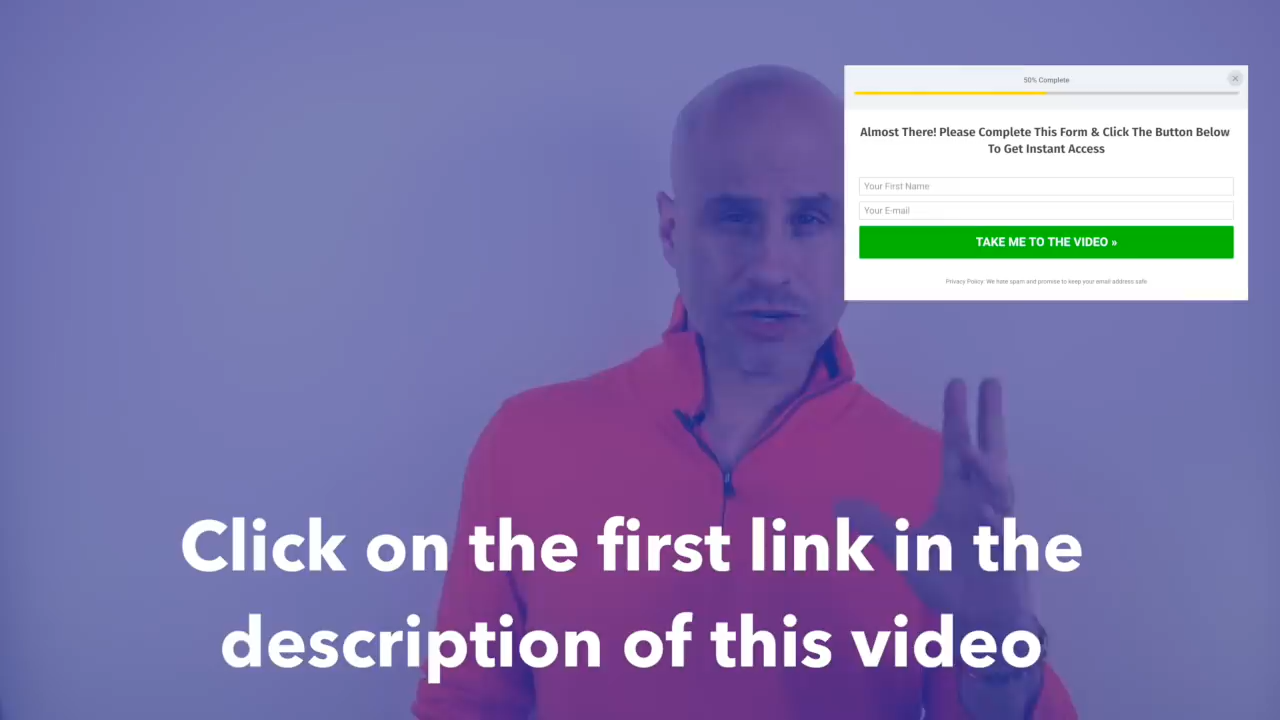 50% Complete
Almost There! Please Complete This Form & Click The Button Below
To Get Instant Access
Your First Name
Your E-mail
TAKE ME TO THE VIDEO »
Privacy Policy: We hate spam and promise to keep your email address safe
Click on the first link in the
description of this video